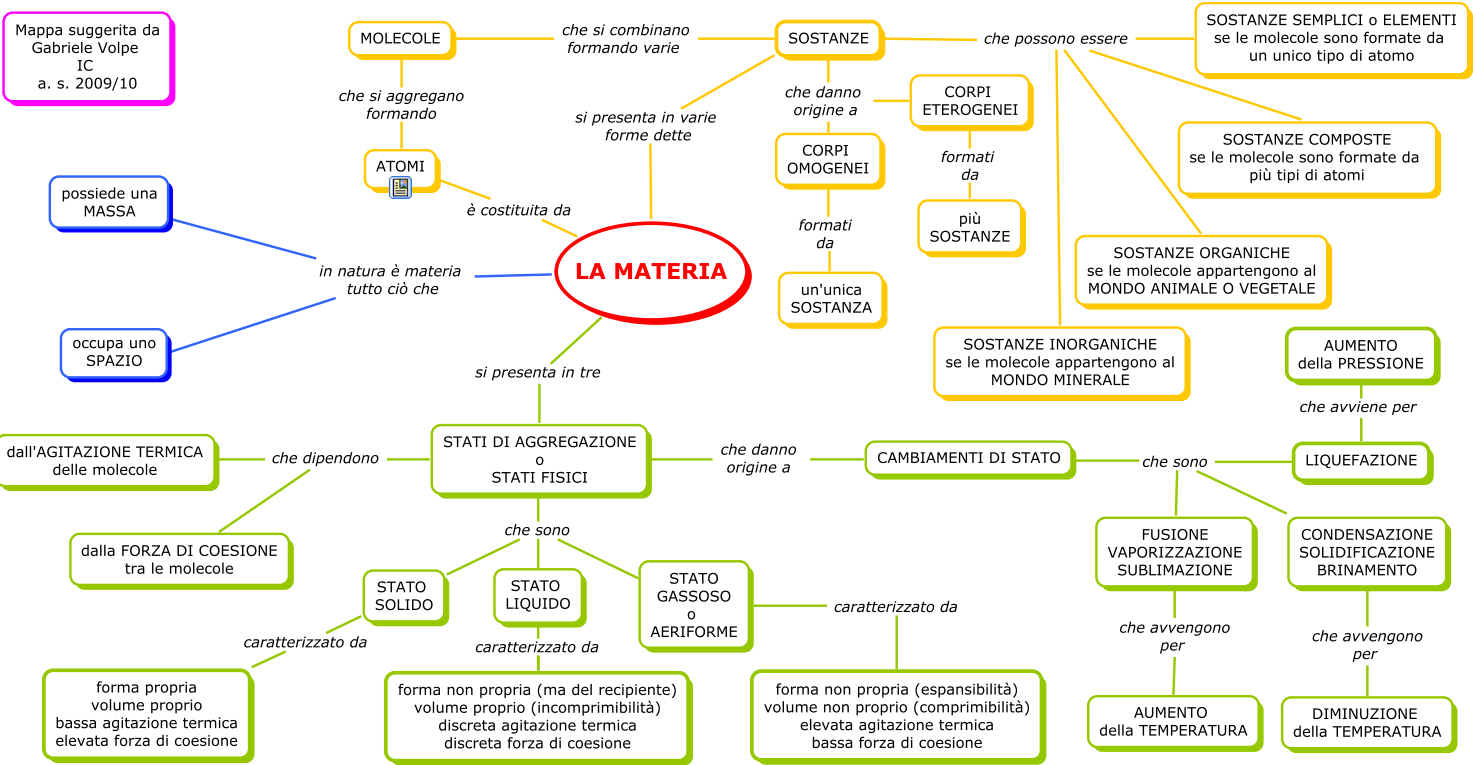 Mappa suggerita da
Gabriele Volpe
IC
a. s. 2009/10
MOLECOLE
che si combinano
formando varie
SOSTANZE
che possono essere
SOSTANZE SEMPLICI o ELEMENTI
se le molecole sono formate da
un unico tipo di atomo
che si aggregano
formando
si presenta in varie
forme dette
che danno
origine a
CORPI
ETEROGENEI
SOSTANZE COMPOSTE
se le molecole sono formate da
più tipi di atomi
ATOMI
CORPI
OMOGENEI
formati
da
possiede una
MASSA
è costituita da
formati
da
più
SOSTANZE
SOSTANZE ORGANICHE
se le molecole appartengono al
MONDO ANIMALE O VEGETALE
in natura è materia
tutto ciò che
LA MATERIA
un'unica
SOSTANZA
occupa uno
SPAZIO
SOSTANZE INORGANICHE
se le molecole appartengono al
MONDO MINERALE
AUMENTO
della PRESSIONE
si presenta in tre
che avviene per
dall'AGITAZIONE TERMICA
delle molecole
che dipendono
STATI DI AGGREGAZIONE
o
STATI FISICI
che danno
origine a
CAMBIAMENTI DI STATO
che sono
LIQUEFAZIONE
dalla FORZA DI COESIONE
tra le molecole
che sono
FUSIONE
VAPORIZZAZIONE
SUBLIMAZIONE
CONDENSAZIONE
SOLIDIFICAZIONE
BRINAMENTO
STATO
SOLIDO
STATO
LIQUIDO
STATO
GASSOSO
o
AERIFORME
caratterizzato da
caratterizzato da
caratterizzato da
che avvengono
per
che avvengono
per
forma propria
volume proprio
bassa agitazione termica
elevata forza di coesione
forma non propria (ma del recipiente)
volume proprio (incomprimibilità)
discreta agitazione termica
discreta forza di coesione
forma non propria (espansibilità)
volume non propria (comprimibilità)
elevata agitazione termica
bassa forza di coesione
AUMENTO
della TEMPERATURA
DIMINUZIONE
della TEMPERATURA